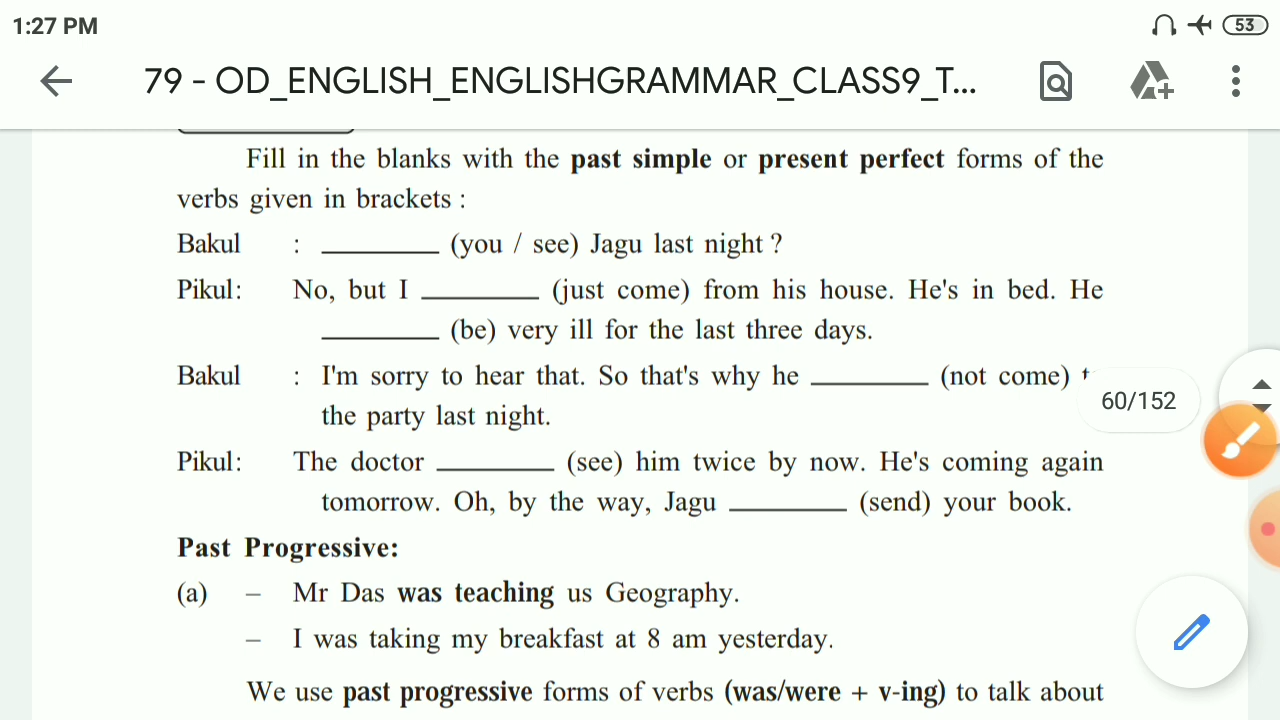 1:27 PM 53
79 - OD_ENGLISH_ENGLISHGRAMMAR_CLASS9_T...
Fill in the blanks with the past simple or present perfect forms of the
verbs given in brackets :
Bakul : ________ (you / see) Jagu last night ?
Pikul: No, but I ________ (just come) from his house. He's in bed. He
________ (be) very ill for the last three days.
Bakul : I'm sorry to hear that. So that's why he ________ (not come)
the party last night.
60/152
Pikul: The doctor ________ (see) him twice by now. He's coming again
tomorrow. Oh, by the way, Jagu ________ (send) your book.
Past Progressive:
(a) – Mr Das was teaching us Geography.
– I was taking my breakfast at 8 am yesterday.
We use past progressive forms of verbs (was/were + v-ing) to talk about